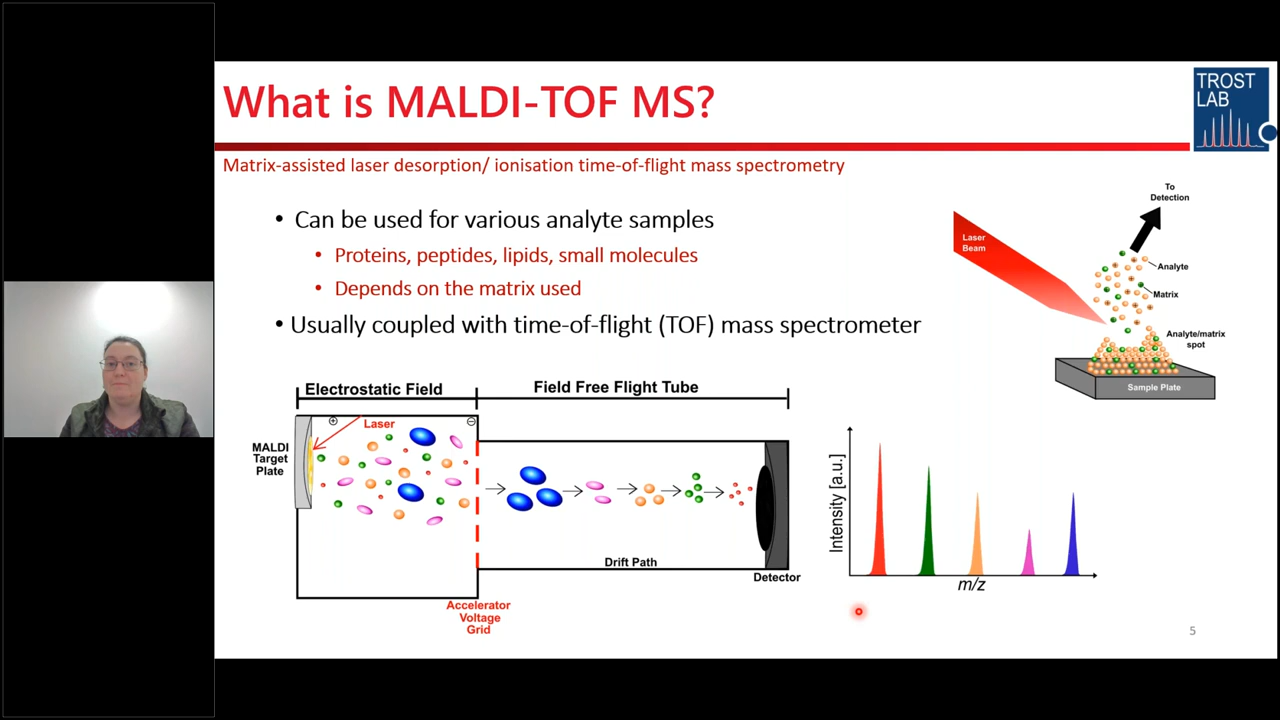 What is MALDI-TOF MS?
TROST
LAB
Matrix-assisted laser desorption/ ionisation time-of-flight mass spectrometry
• Can be used for various analyte samples
• Proteins, peptides, lipids, small molecules
• Depends on the matrix used
• Usually coupled with time-of-flight (TOF) mass spectrometer
To
Detection
Laser
Beam
Analyte
Matrix
Analyte/matrix
spot
Sample Plate
Electrostatic Field
Field Free Flight Tube
Laser
MALDI
Target
Plate
Drift Path
Detector
Accelerator
Voltage
Grid
Intensity [a.u.]
m/z
5